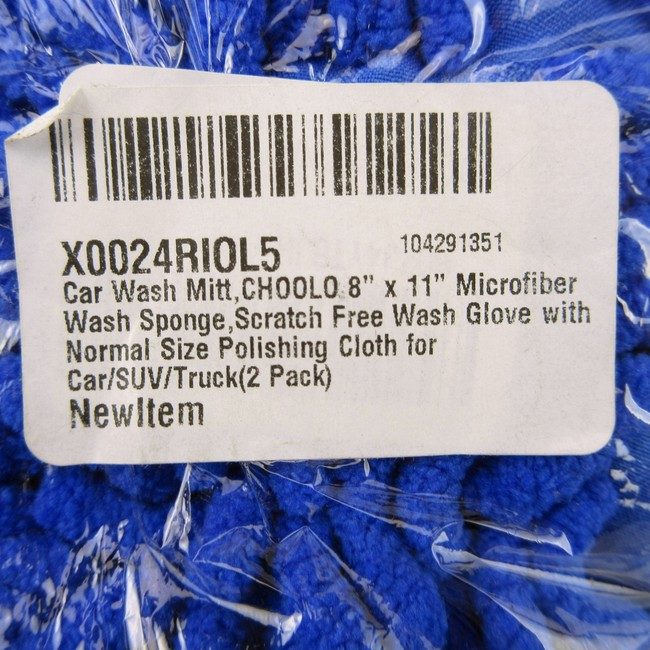 X0024RIOL5 104291351
Car Wash Mitt,CHOOLO 8” x 11” Microfiber
Wash Sponge,Scratch Free Wash Glove with
Normal Size Polishing Cloth for
Car/SUV/Truck(2 Pack)
NewItem